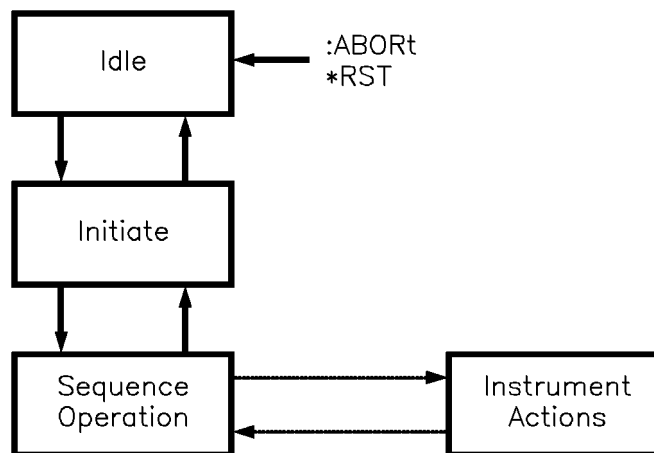 Idle
:ABORt
*RST
Initiate
Sequence
Operation
Instrument
Actions